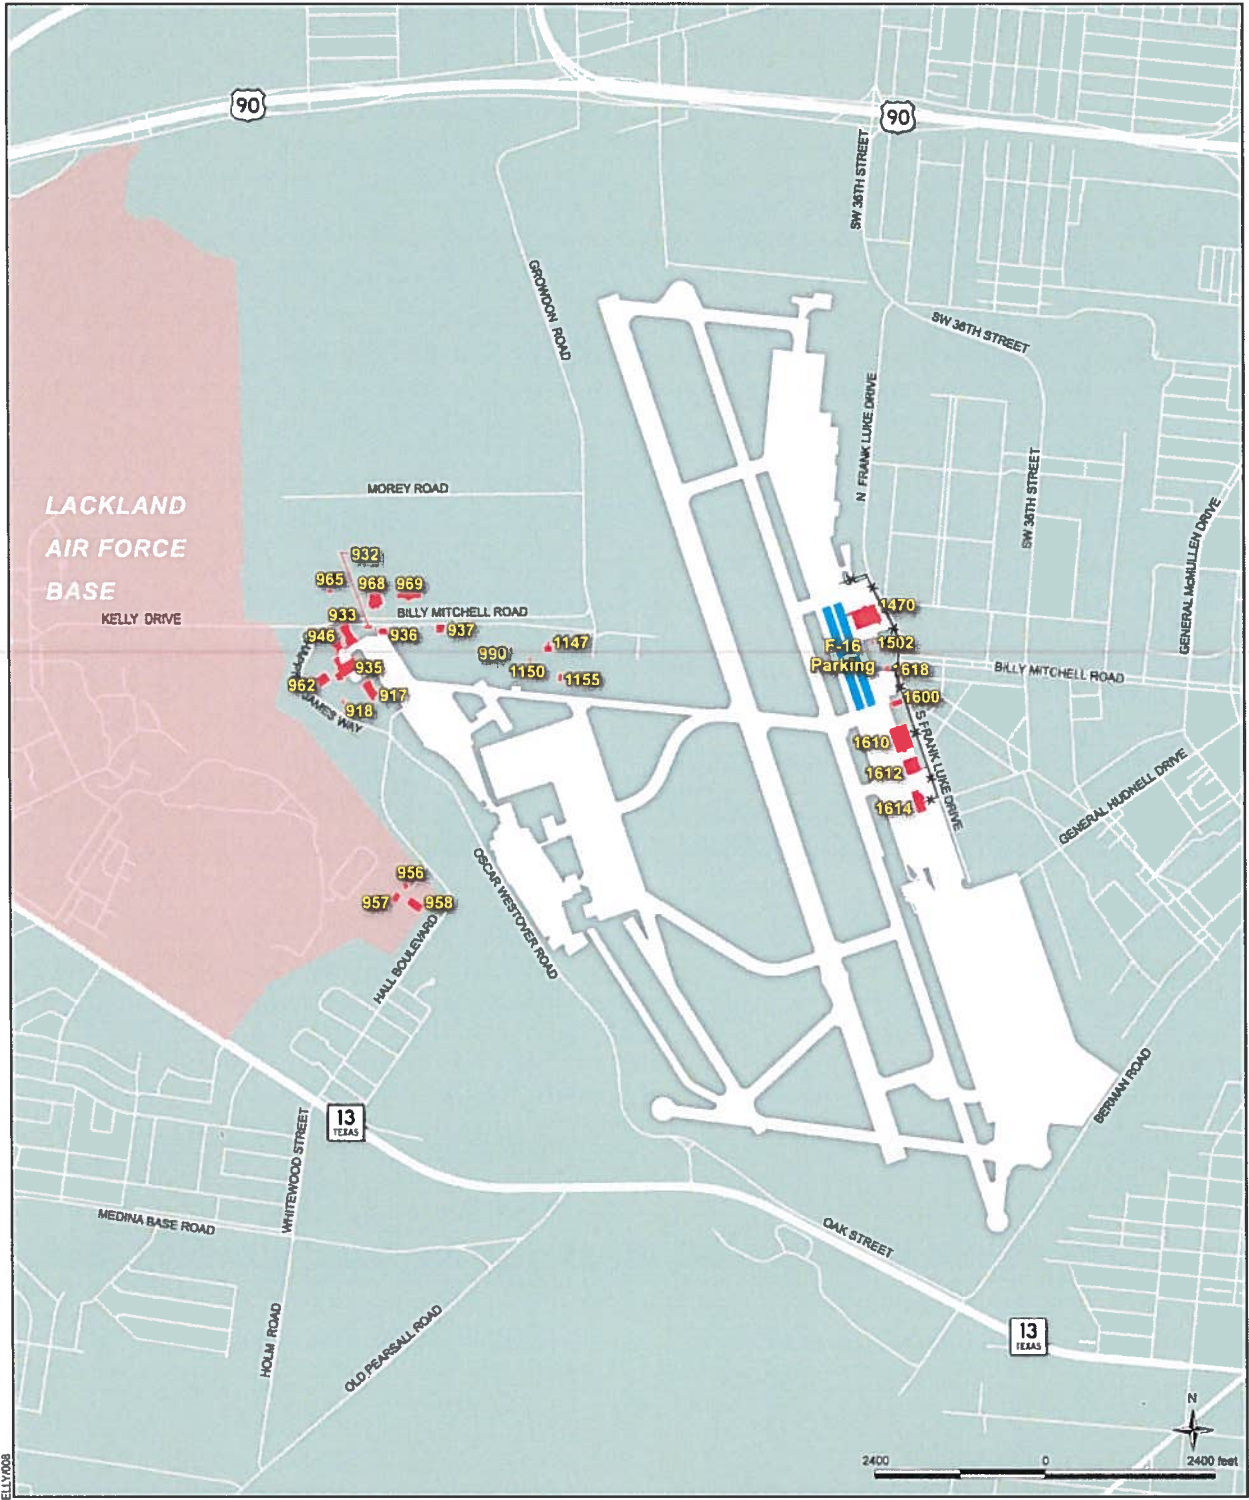 90
90
SW 36TH STREET
GROWDON ROAD
SW 36TH STREET
N FRANK LUKE DRIVE
SW 36TH STREET
GENERAL McMULLEN DRIVE
MOREY ROAD
LACKLAND
AIR FORCE
BASE
KELLY DRIVE
932
965
968
969
BILLY MITCHELL ROAD
933
946
936
937
990
1147
1150
1155
935
962
917
918
JAMES WAY
1470
1502
F-16
Parking
618
BILLY MITCHELL ROAD
1600
1610
1612
1614
S FRANK LUKE DRIVE
GENERAL HUDNELL DRIVE
956
957
958
OSCAR WESTOVER ROAD
HALL BOULEVARD
BERMAN ROAD
13
TEXAS
WHITEWOOD STREET
MEDINA BASE ROAD
OAK STREET
HOLM ROAD
OLD PEARSALL ROAD
13
TEXAS
N
2400 0 2400 feet
ELLY/008